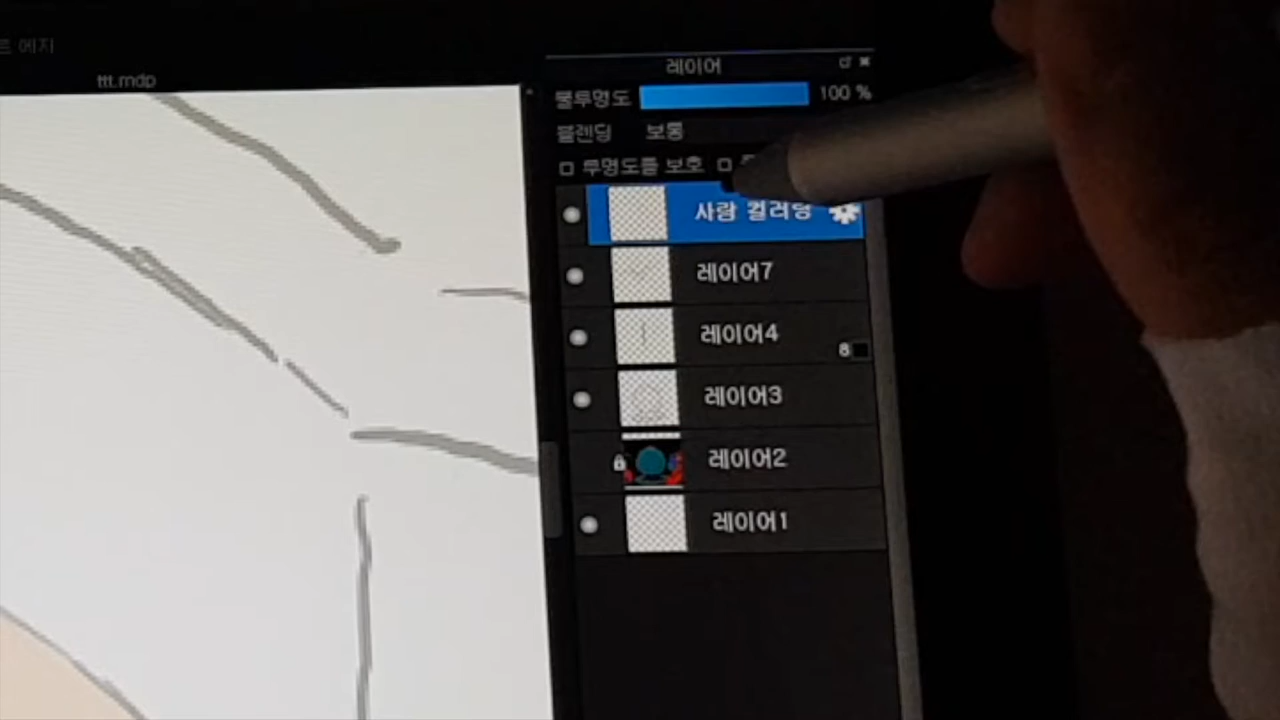 에지
ttt.mdp
레이어
불투명도 100 %
블렌딩 보통
투명도를 보호
사람 컬러링
레이어7
레이어4
8
레이어3
레이어2
레이어1